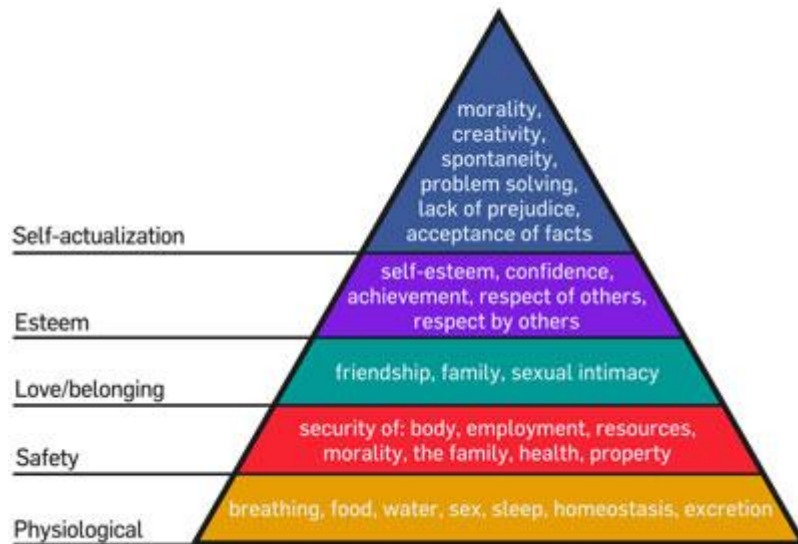 morality,
creativity,
spontaneity,
problem solving,
lack of prejudice,
acceptance of facts
Self-actualization
self-esteem, confidence,
achievement, respect of others,
respect by others
Esteem
friendship, family, sexual intimacy
Love/belonging
security of: body, employment, resources,
morality, the family, health, property
Safety
breathing, food, water, sex, sleep, homeostasis, excretion
Physiological